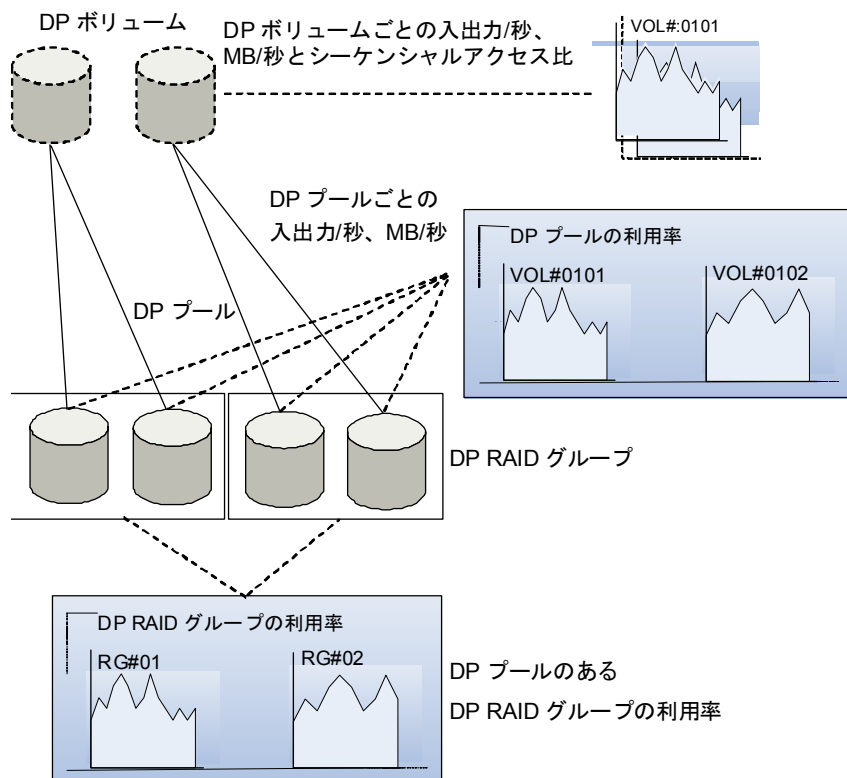 DP ボリューム
DP ボリュームごとの入出力/秒、
MB/秒とシーケンシャルアクセス比
VOL#:0101
DP プールごとの
入出力/秒、MB/秒
DP プールの利用率
VOL#0101
VOL#0102
DP プール
DP RAID グループ
DP RAID グループの利用率
RG#01
RG#02
DP プールのある
DP RAID グループの利用率